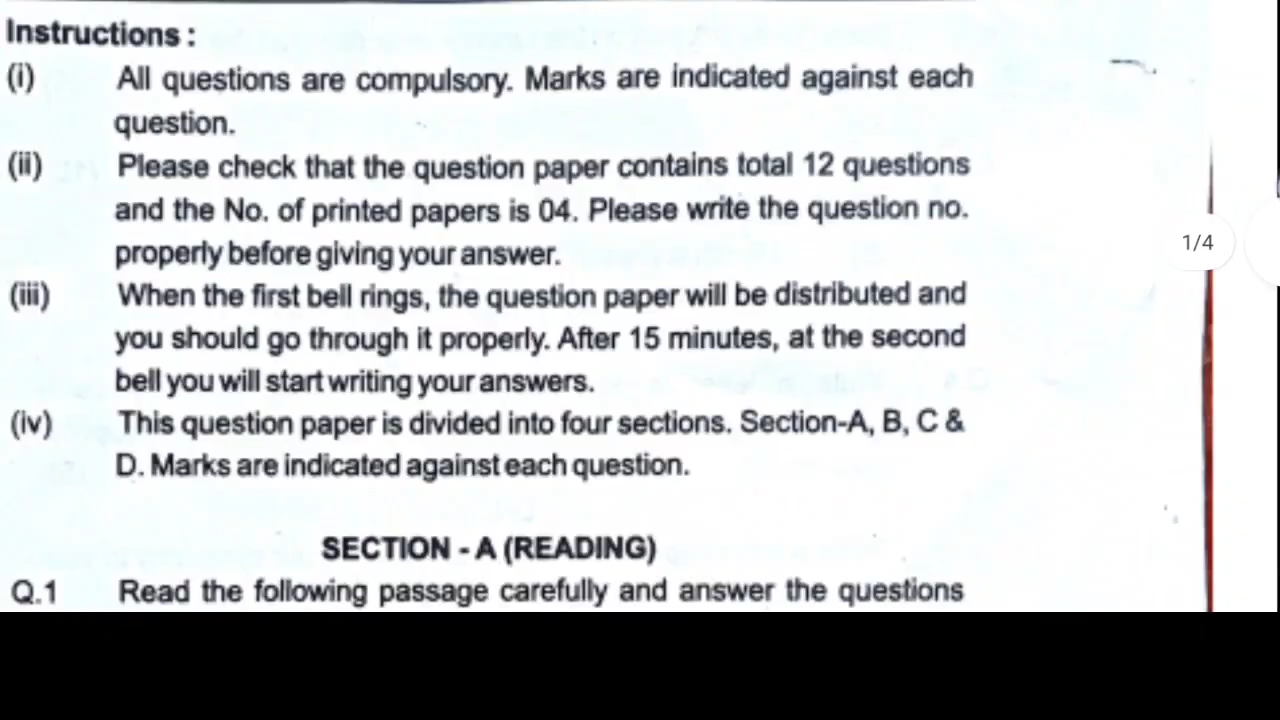 Instructions :
(i) All questions are compulsory. Marks are indicated against each
question.
(ii) Please check that the question paper contains total 12 questions
and the No. of printed papers is 04. Please write the question no.
properly before giving your answer.
(iii) When the first bell rings, the question paper will be distributed and
you should go through it properly. After 15 minutes, at the second
bell you will start writing your answers.
(iv) This question paper is divided into four sections. Section-A, B, C &
D. Marks are indicated against each question.
SECTION - A (READING)
Q.1 Read the following passage carefully and answer the questions
1/4